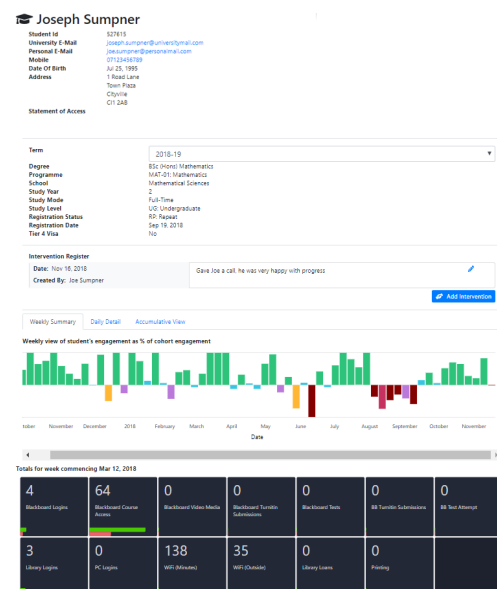 Joseph Sumpner
Student Id 527615
University E-Mail joseph.sumpner@universitymail.com
Personal E-Mail joe.sumpner@personalmail.com
Mobile 07123456789
Date Of Birth Jul 25, 1995
Address 1 Road Lane
Town Plaza
Cityville
CI1 2AB
Statement of Access
Term 2018-19
Degree BSc (Hons) Mathematics
Programme MAT-01: Mathematics
School Mathematical Sciences
Study Year 2
Study Mode Full-Time
Study Level UG: Undergraduate
Registration Status RP: Repeat
Registration Date Sep 19, 2018
Tier 4 Visa No
Intervention Register
Date: Nov 16, 2018 Gave Joe a call, he was very happy with progress
Created By: Joe Sumpner
Add Intervention
Weekly Summary Daily Detail Accumulative View
Weekly view of student's engagement as % of cohort engagement
tober November December 2018 February March April May June July August September October November
Date
Totals for week commencing Mar 12, 2018
4 64 0 0 0 0 0
Blackboard Logins Blackboard Course Blackboard Video Media Blackboard Turnitin Blackboard Tests BB Turnitin Submissions BB Test Attempt
Access Submissions
3 0 138 35 0 0
Library Logins PC Logins WiFi (Minutes) WiFi (Outside) Library Loans Printing